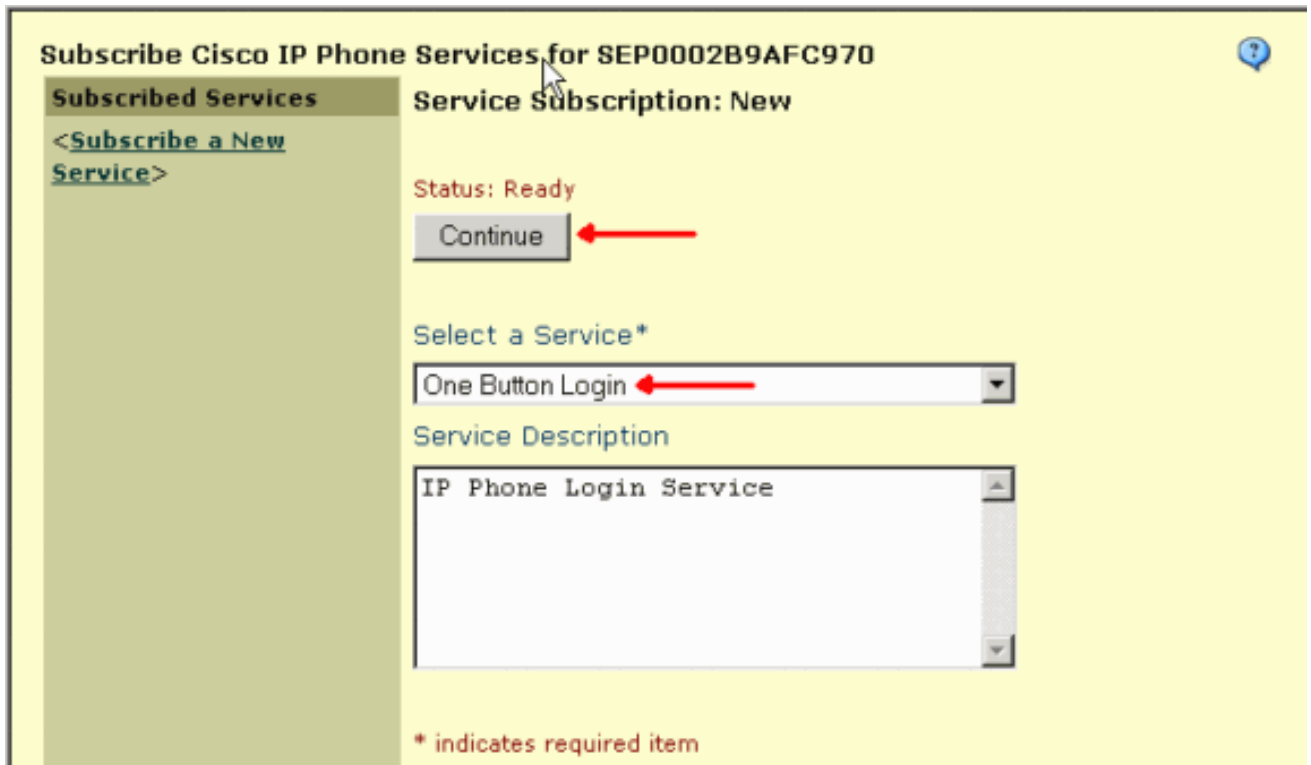 Subscribe Cisco IP Phone Services for SEP0002B9AFC970
Subscribed Services
<Subscribe a New
Service>
Service Subscription: New
Status: Ready
Continue
Select a Service*
One Button Login
Service Description
IP Phone Login Service
* indicates required item